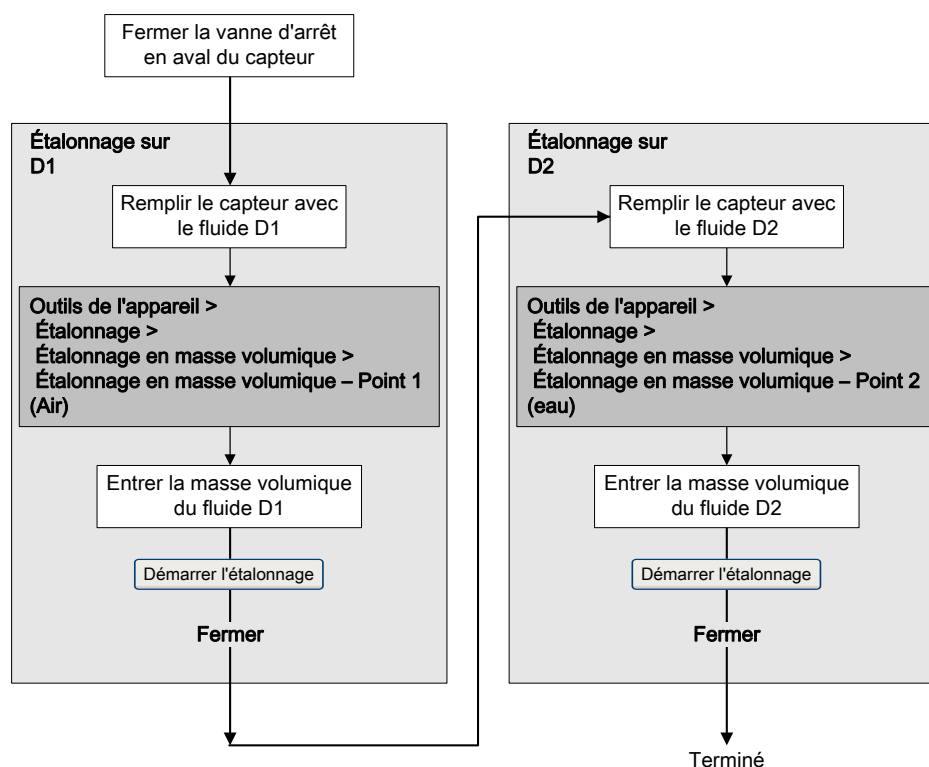 Fermer la vanne d'arrêt
en aval du capteur
Étalonnage sur
D1
Remplir le capteur avec
le fluide D1
Outils de l'appareil >
Étalonnage >
Étalonnage en masse volumique >
Étalonnage en masse volumique – Point 1
(Air)
Entrer la masse volumique
du fluide D1
Démarrer l'étalonnage
Fermer
Étalonnage sur
D2
Remplir le capteur avec
le fluide D2
Outils de l'appareil >
Étalonnage >
Étalonnage en masse volumique >
Étalonnage en masse volumique – Point 2
(eau)
Entrer la masse volumique
du fluide D2
Démarrer l'étalonnage
Fermer
Terminé